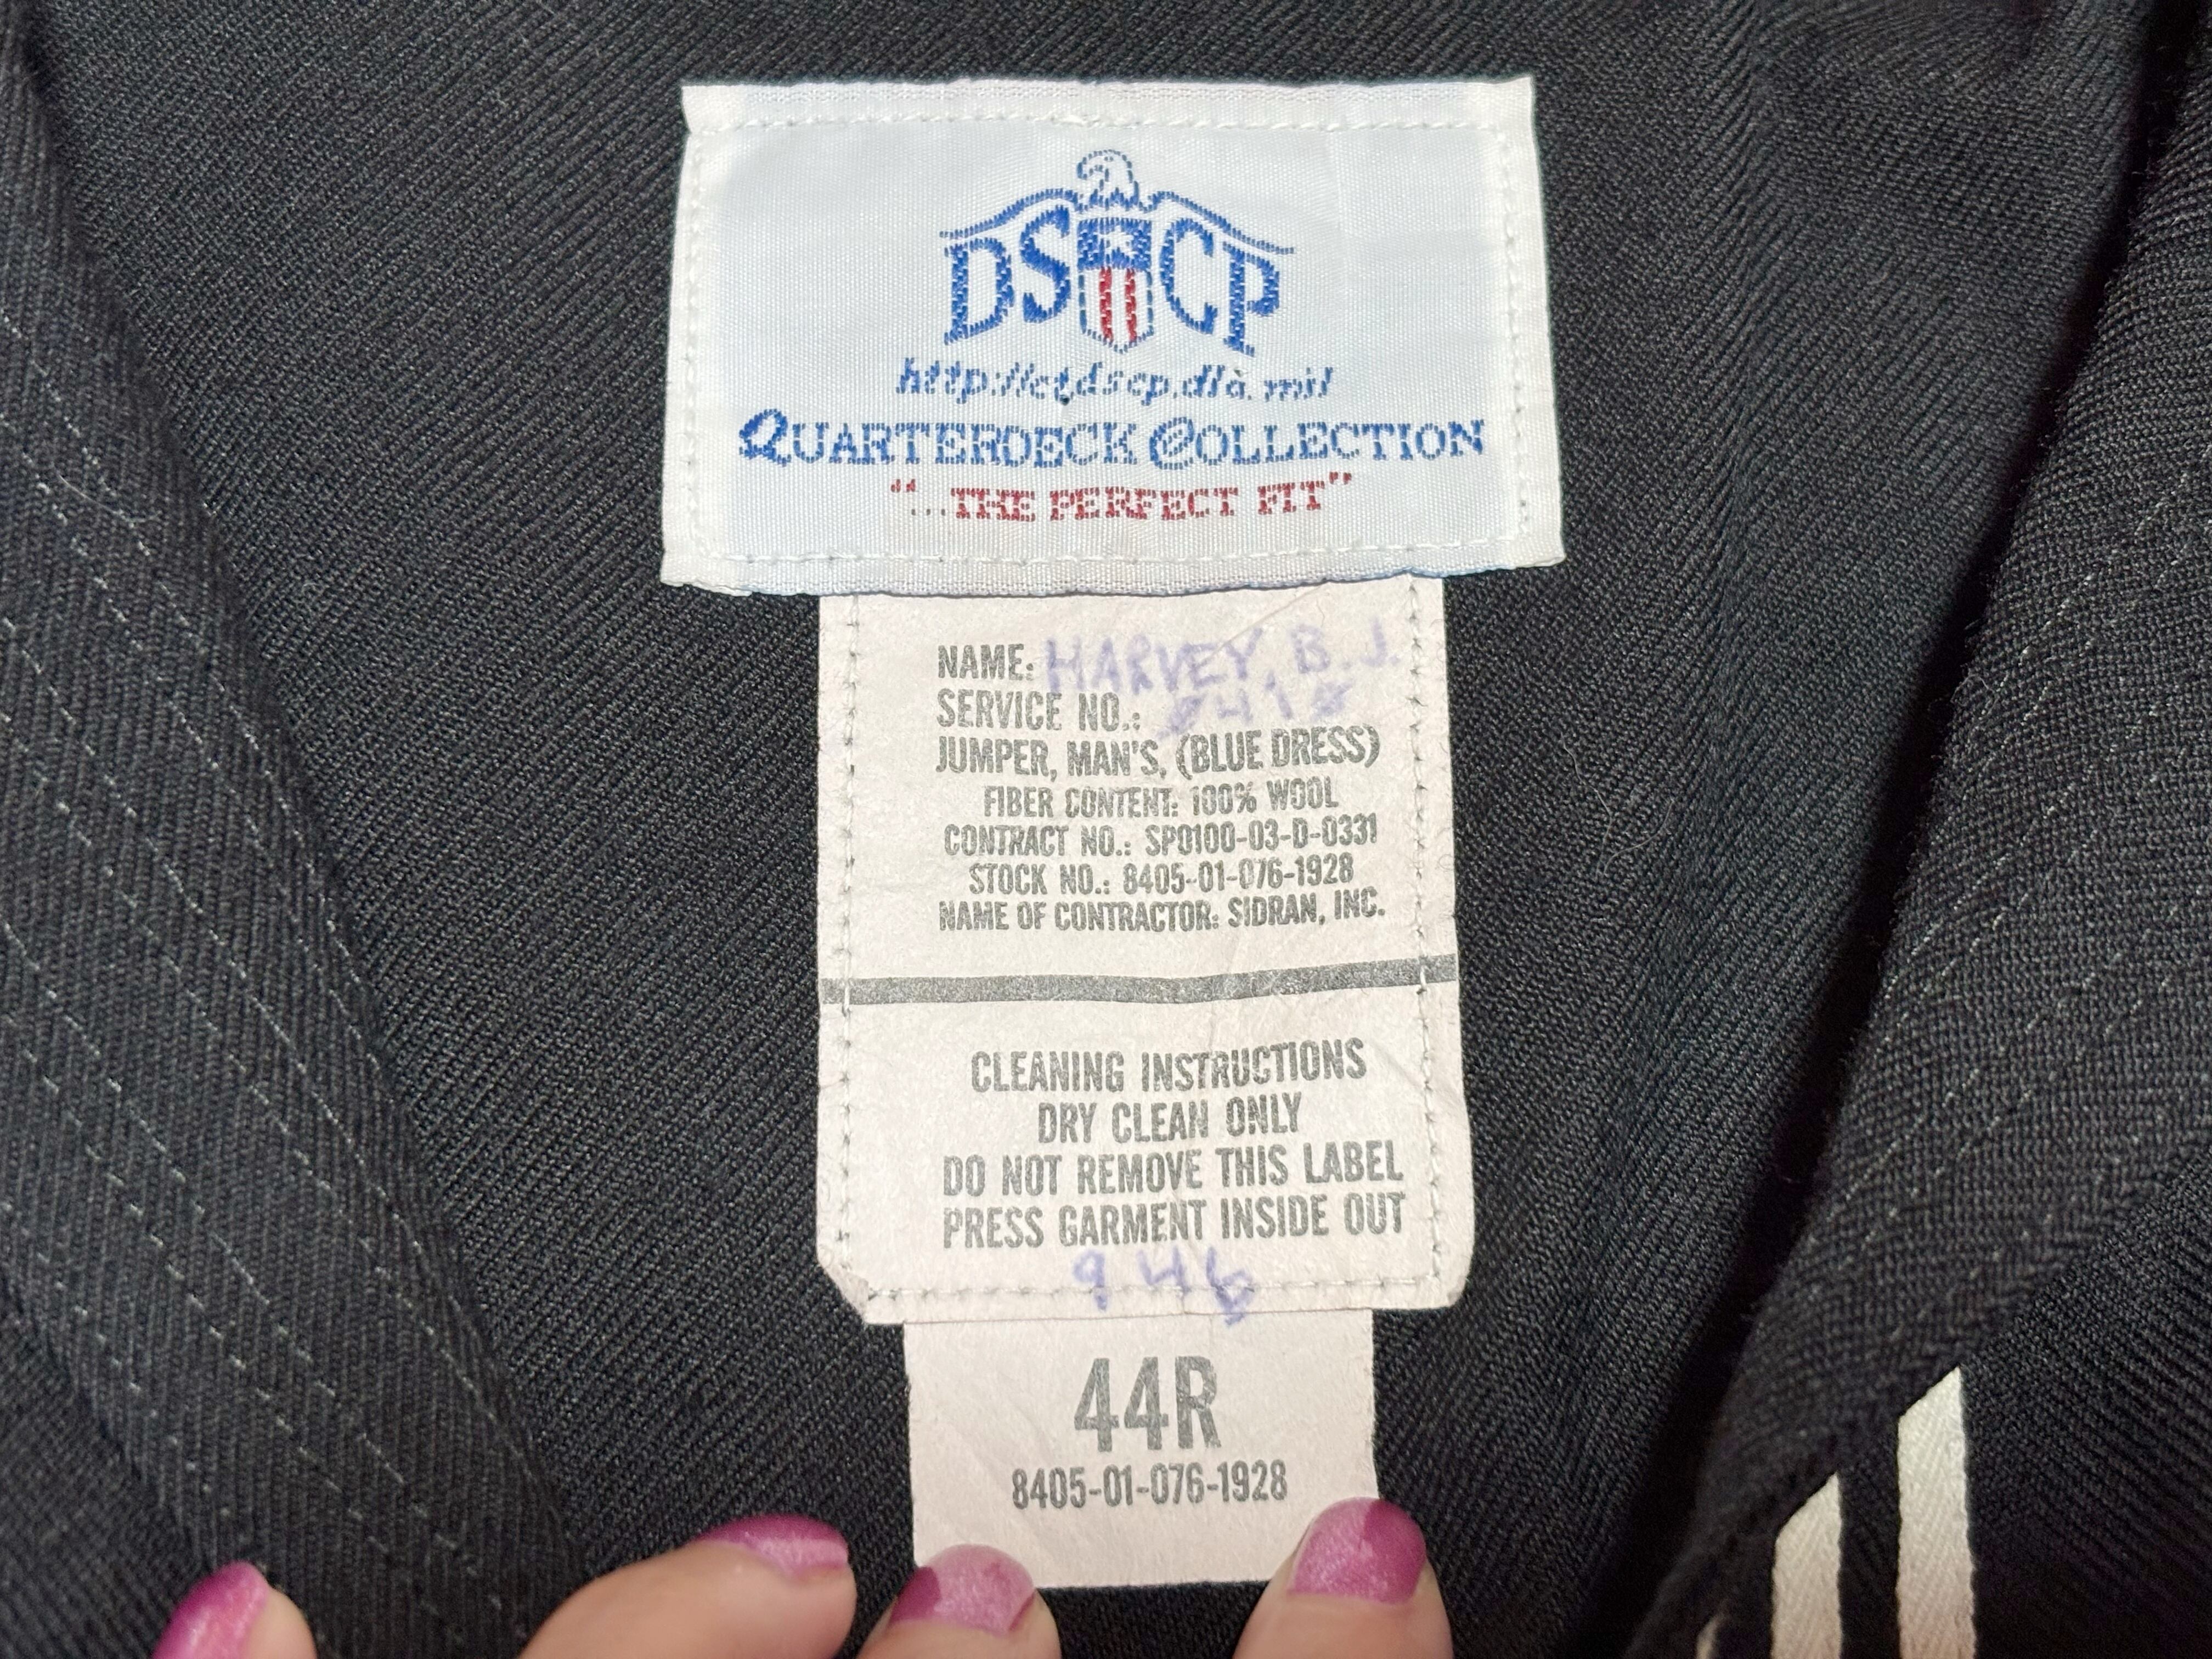 DSCP
http://ct.dscp.dla.mil
QUARTERDECK COLLECTION
"...THE PERFECT FIT"
NAME: HARVEY, B. J.
SERVICE NO.:
JUMPER, MAN'S, (BLUE DRESS)
FIBER CONTENT: 100% WOOL
CONTRACT NO.: SP0100-03-D-0331
STOCK NO.: 8405-01-076-1928
NAME OF CONTRACTOR: SIDRAN, INC.
CLEANING INSTRUCTIONS
DRY CLEAN ONLY
DO NOT REMOVE THIS LABEL
PRESS GARMENT INSIDE OUT
946
44R
8405-01-076-1928